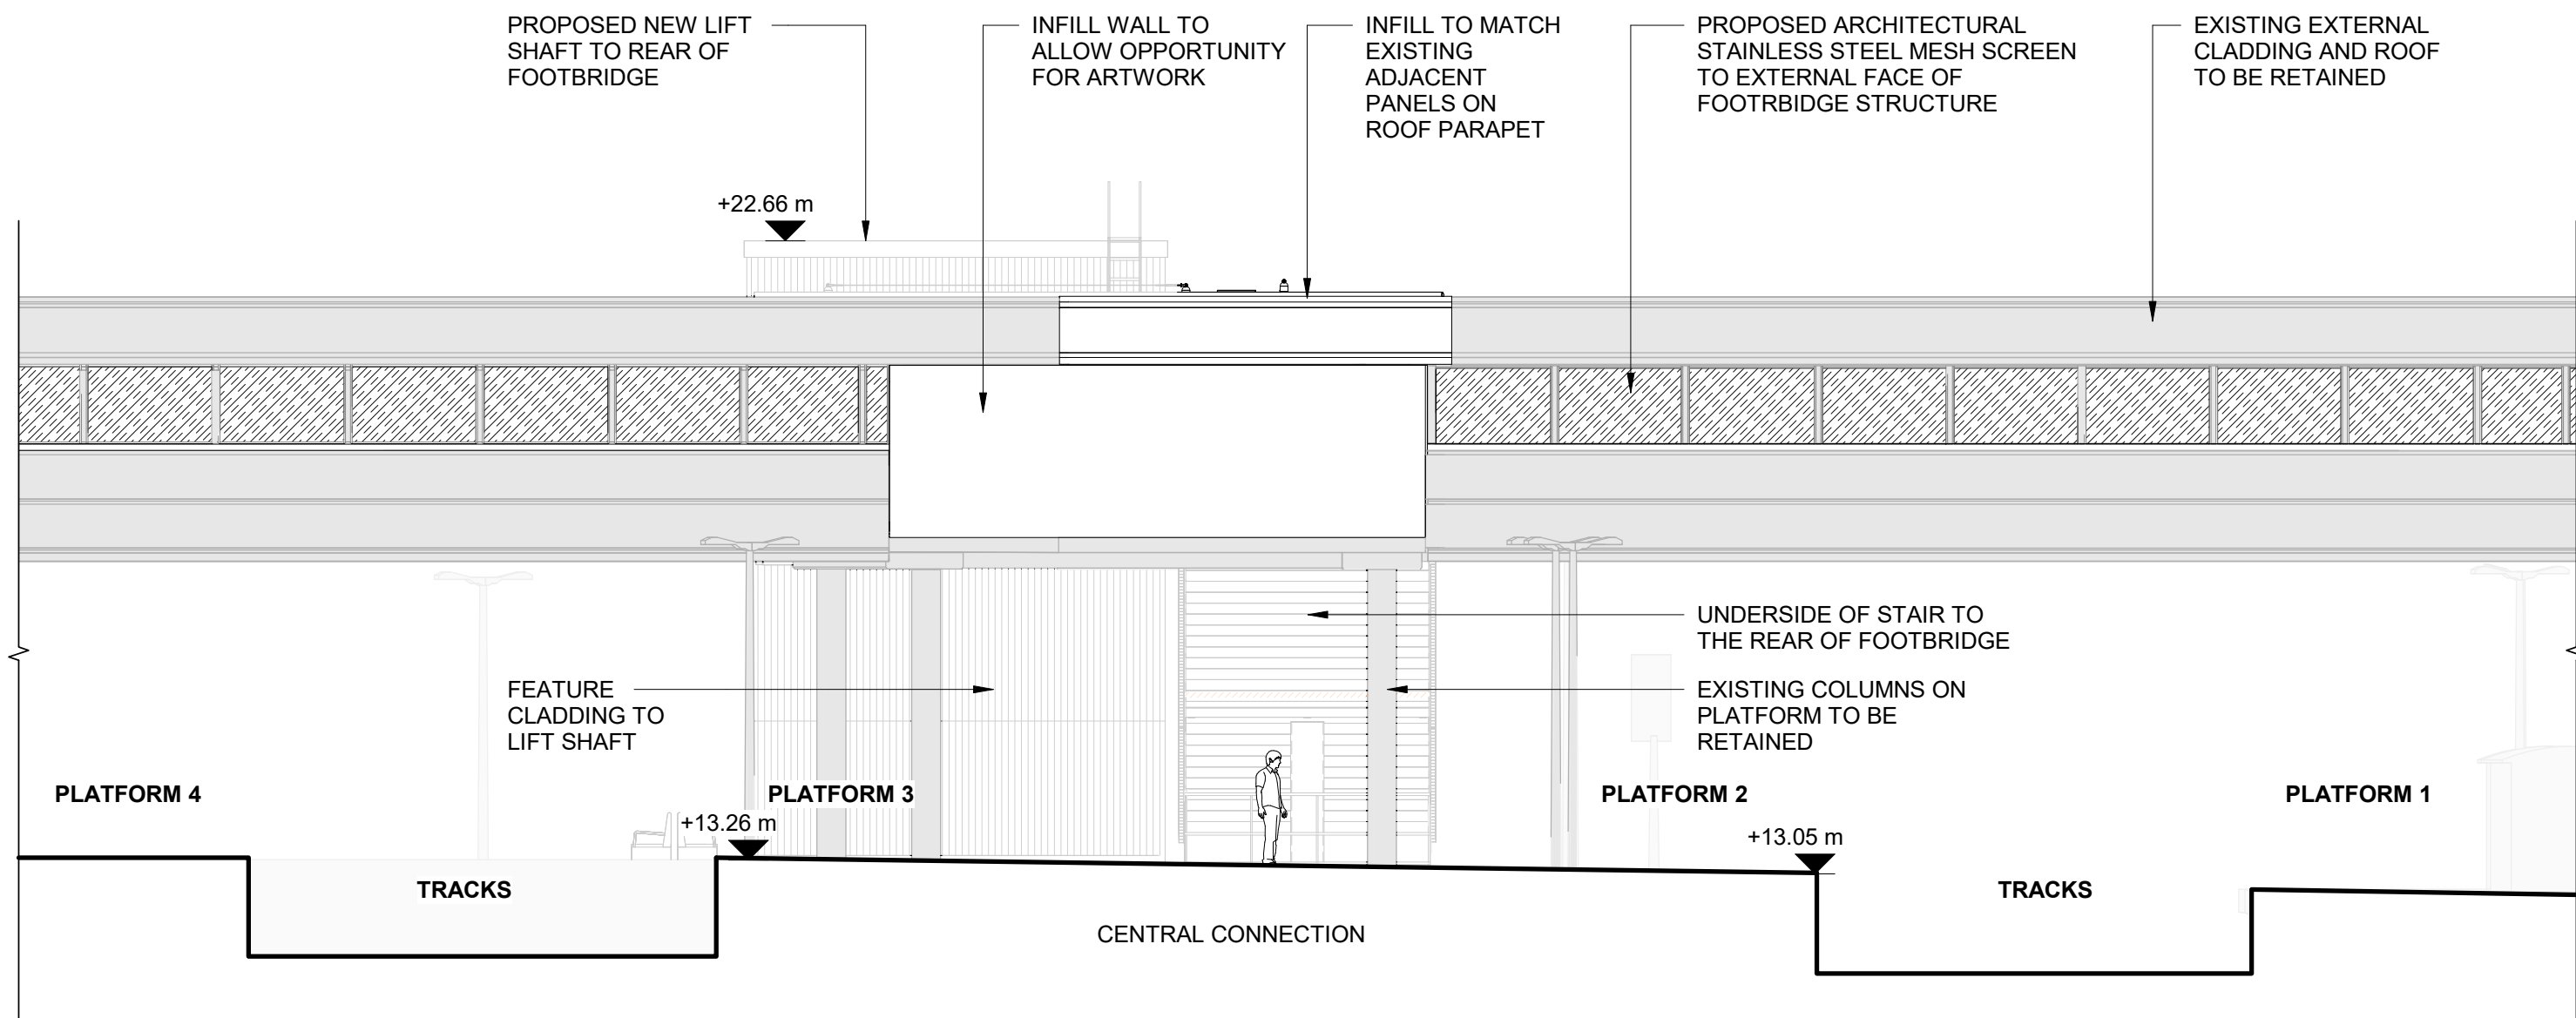 PROPOSED NEW LIFT
SHAFT TO REAR OF
FOOTBRIDGE
INFILL WALL TO
ALLOW OPPORTUNITY
FOR ARTWORK
INFILL TO MATCH
EXISTING
ADJACENT
PANELS ON
ROOF PARAPET
PROPOSED ARCHITECTURAL
STAINLESS STEEL MESH SCREEN
TO EXTERNAL FACE OF
FOOTRBIDGE STRUCTURE
EXISTING EXTERNAL
CLADDING AND ROOF
TO BE RETAINED
+22.66 m
UNDERSIDE OF STAIR TO
THE REAR OF FOOTBRIDGE
FEATURE
CLADDING TO
LIFT SHAFT
EXISTING COLUMNS ON
PLATFORM TO BE
RETAINED
PLATFORM 4
PLATFORM 3
PLATFORM 2
PLATFORM 1
+13.26 m
+13.05 m
TRACKS
TRACKS
CENTRAL CONNECTION